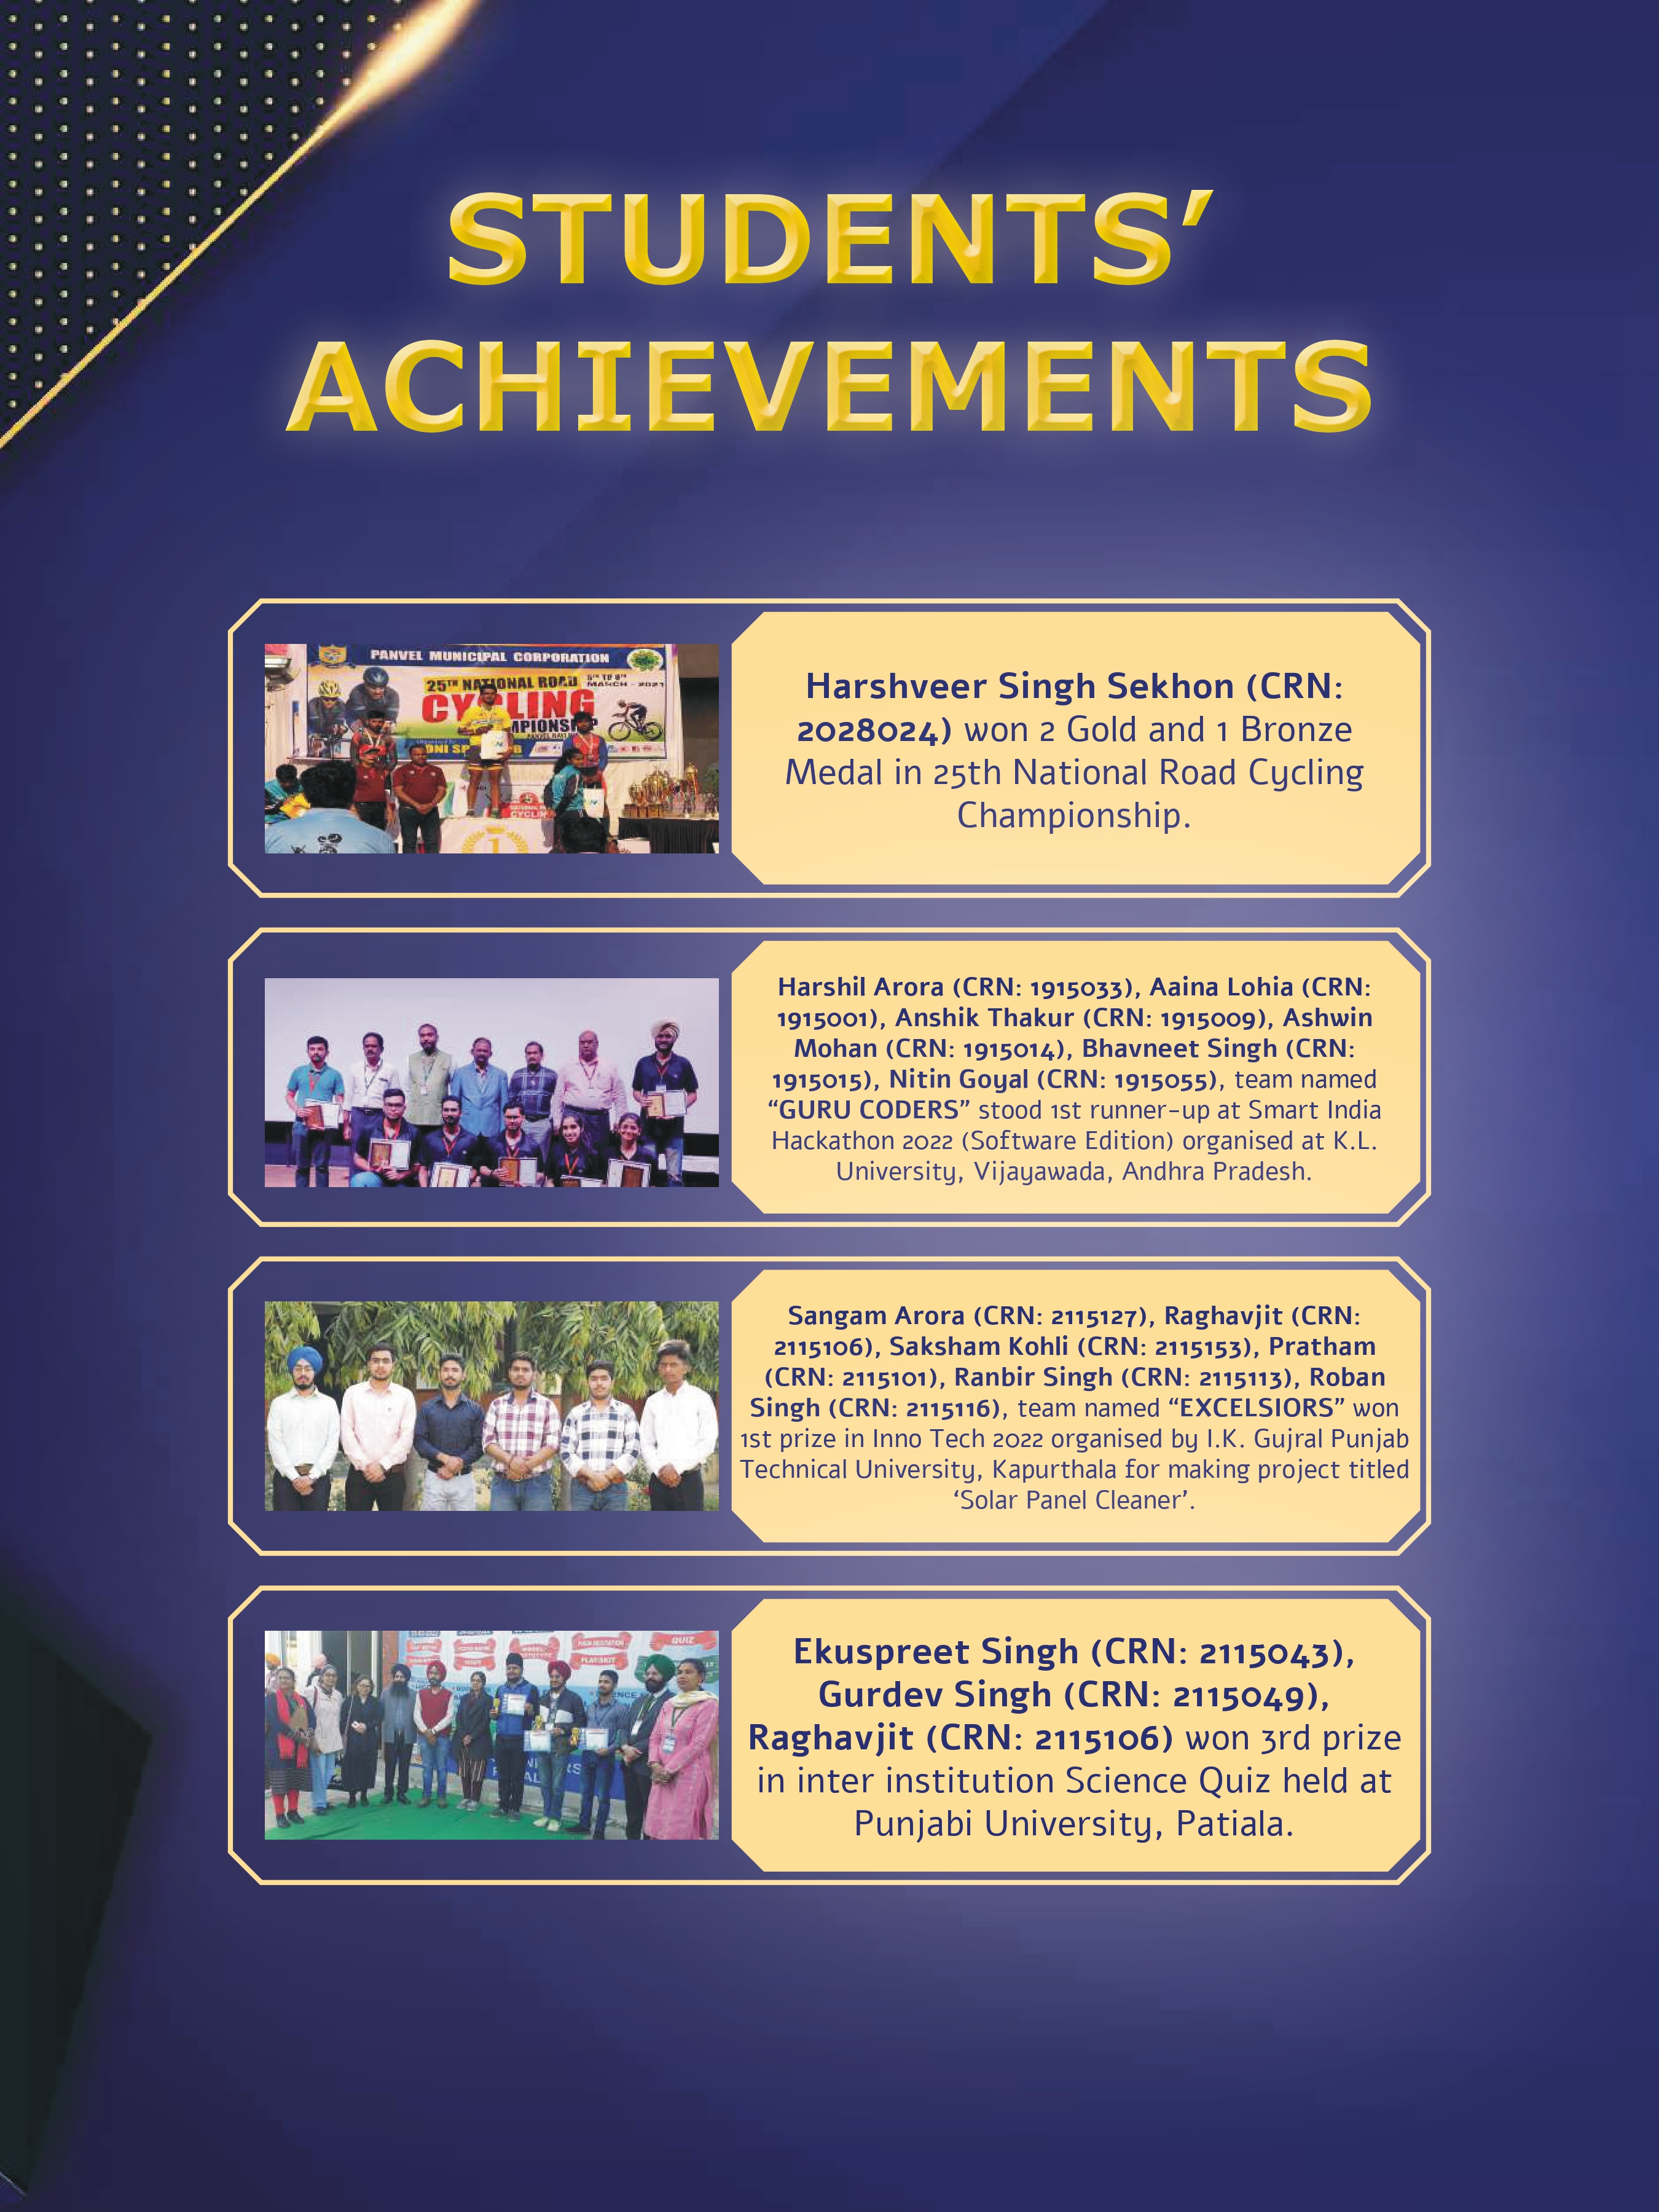 STUDENTS’
ACHIEVEMENTS
PANVEL MUNICIPAL CORPORATION
25TH NATIONAL ROAD
5TH TO 8TH
MARCH - 2021
Harshveer Singh Sekhon (CRN:
2028024) won 2 Gold and 1 Bronze
Medal in 25th National Road Cycling
Championship.
Harshil Arora (CRN: 1915033), Aaina Lohia (CRN:
1915001), Anshik Thakur (CRN: 1915009), Ashwin
Mohan (CRN: 1915014), Bhavneet Singh (CRN:
1915015), Nitin Goyal (CRN: 1915055), team named
“GURU CODERS” stood 1st runner-up at Smart India
Hackathon 2022 (Software Edition) organised at K.L.
University, Vijayawada, Andhra Pradesh.
Sangam Arora (CRN: 2115127), Raghavjit (CRN:
2115106), Saksham Kohli (CRN: 2115153), Pratham
(CRN: 2115101), Ranbir Singh (CRN: 2115113), Roban
Singh (CRN: 2115116), team named “EXCELSIORS” won
1st prize in Inno Tech 2022 organised by I.K. Gujral Punjab
Technical University, Kapurthala for making project titled
‘Solar Panel Cleaner’.
QUIZ
Ekuspreet Singh (CRN: 2115043),
Gurdev Singh (CRN: 2115049),
Raghavjit (CRN: 2115106) won 3rd prize
in inter institution Science Quiz held at
Punjabi University, Patiala.